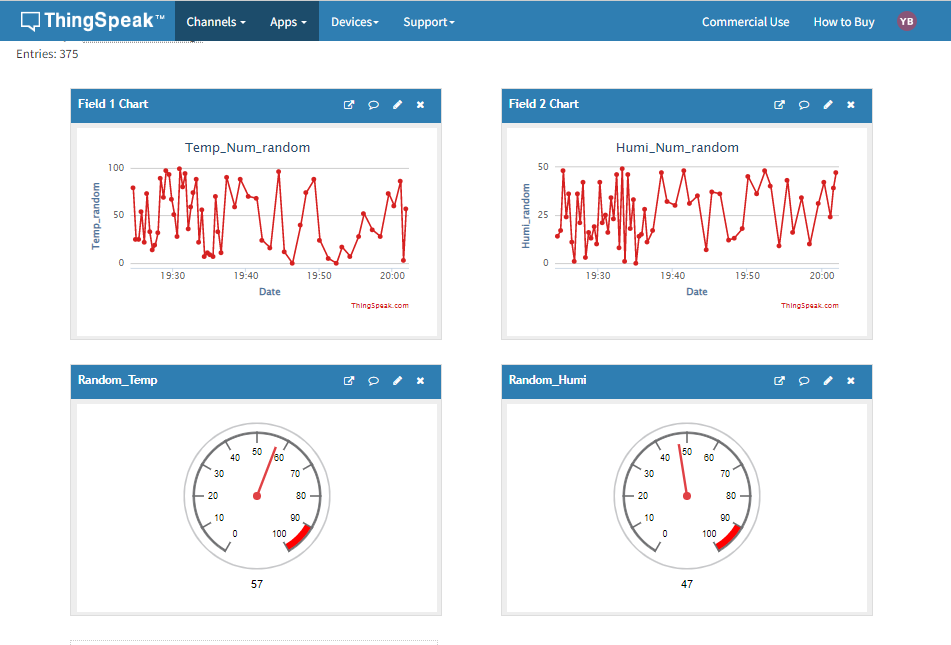 ThingSpeak™ Channels Apps Devices Support Commercial Use How to Buy YB
Entries: 375
Field 1 Chart
Temp_Num_random
Temp_random
100
50
0
19:30 19:40 19:50 20:00
Date
ThingSpeak.com
Field 2 Chart
Humi_Num_random
Humi_random
50
25
0
19:30 19:40 19:50 20:00
Date
ThingSpeak.com
Random_Temp
0 10 20 30 40 50 60 70 80 90 100
57
Random_Humi
0 10 20 30 40 50 60 70 80 90 100
47